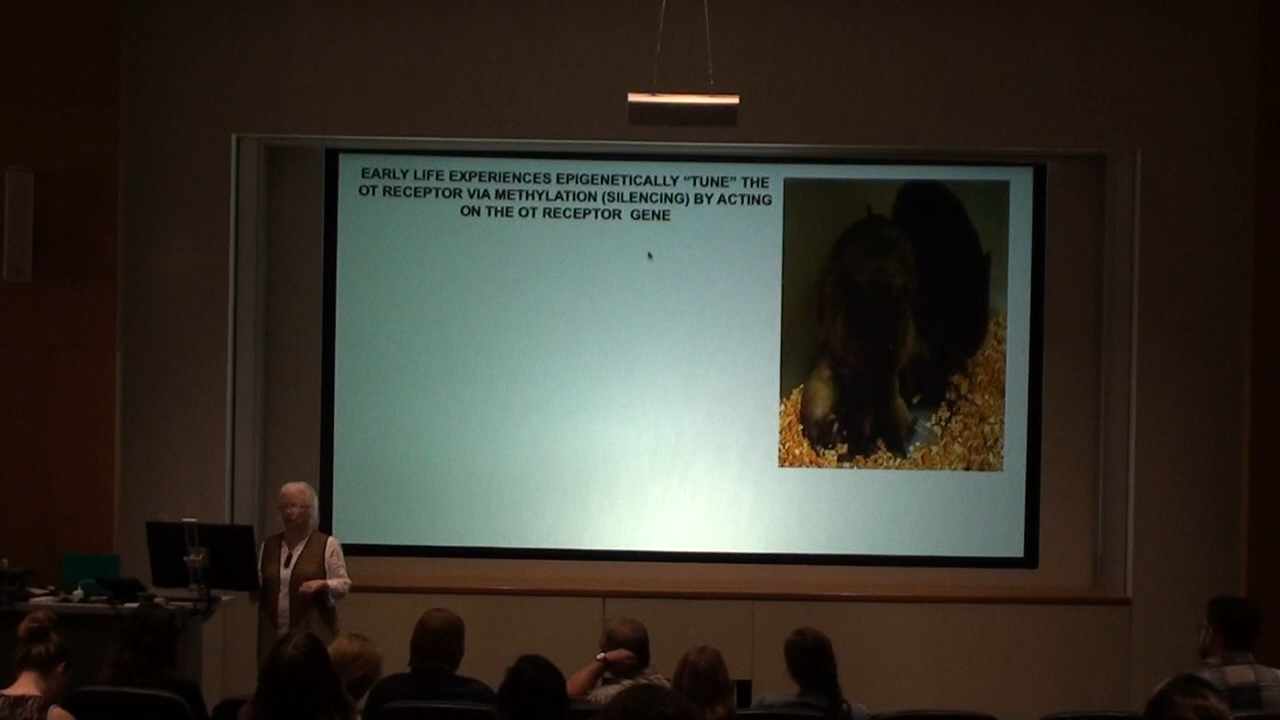 EARLY LIFE EXPERIENCES EPIGENETICALLY “TUNE” THE
OT RECEPTOR VIA METHYLATION (SILENCING) BY ACTING
ON THE OT RECEPTOR GENE